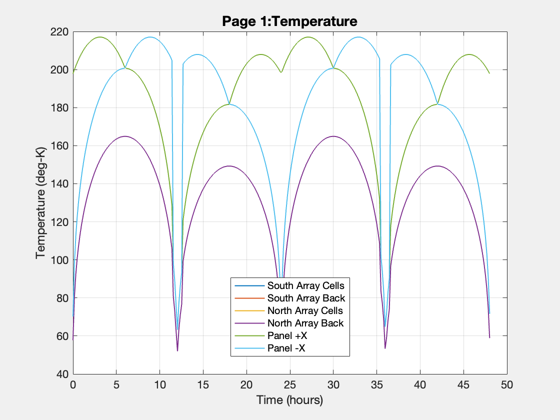 Page 1:Temperature
220
200
180
160
140
120
100
80
60
40
Temperature (deg-K)
South Array Cells
South Array Back
North Array Cells
North Array Back
Panel +X
Panel -X
0 5 10 15 20 25 30 35 40 45 50
Time (hours)